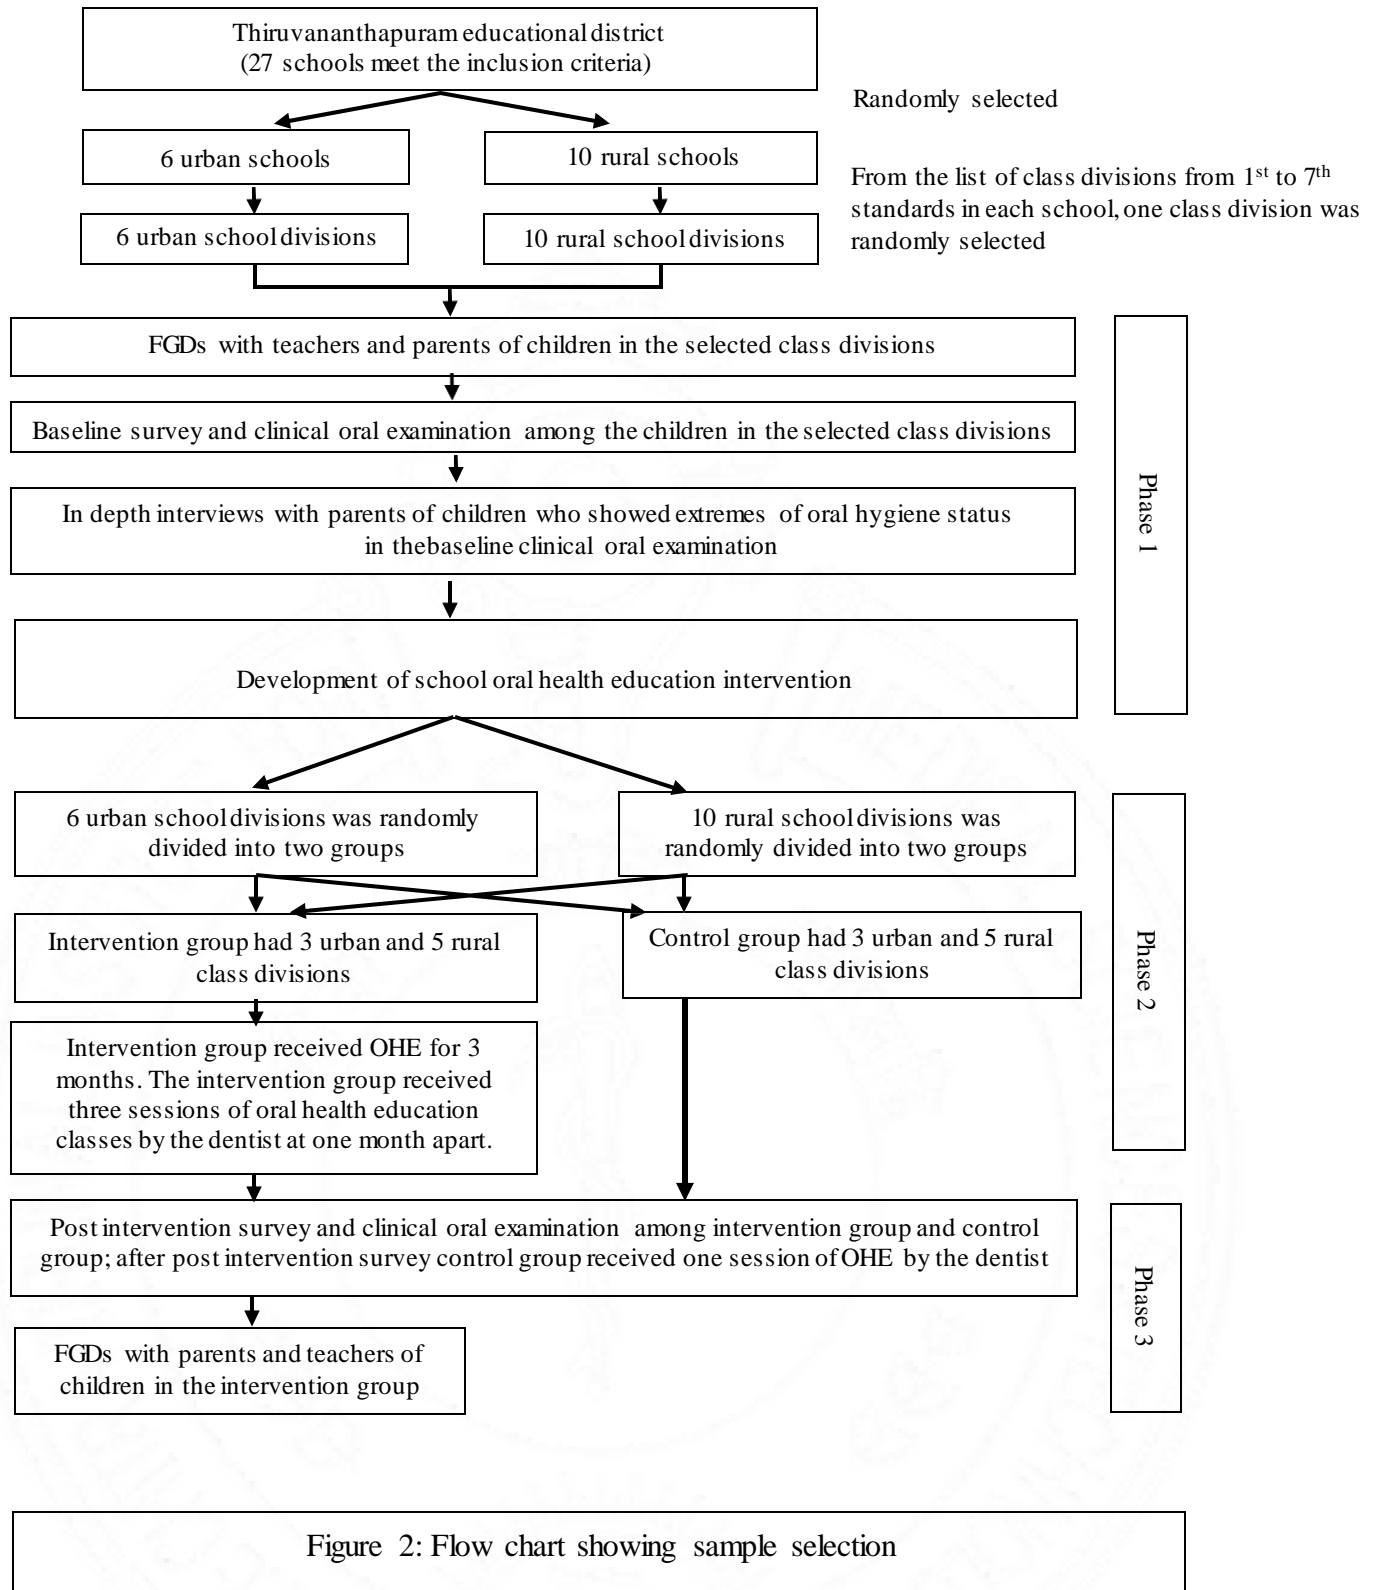 Thiruvananthapuram educational district
(27 schools meet the inclusion criteria)
Randomly selected
6 urban schools
10 rural schools
From the list of class divisions from 1st to 7th
standards in each school, one class division was
randomly selected
6 urban school divisions
10 rural school divisions
FGDs with teachers and parents of children in the selected class divisions
Baseline survey and clinical oral examination among the children in the selected class divisions
In depth interviews with parents of children who showed extremes of oral hygiene status
in thebaseline clinical oral examination
Development of school oral health education intervention
Phase 1
6 urban school divisions was randomly
divided into two groups
10 rural school divisions was
randomly divided into two groups
Intervention group had 3 urban and 5 rural
class divisions
Control group had 3 urban and 5 rural
class divisions
Intervention group received OHE for 3
months. The intervention group received
three sessions of oral health education
classes by the dentist at one month apart.
Phase 2
Post intervention survey and clinical oral examination among intervention group and control
group; after post intervention survey control group received one session of OHE by the dentist
FGDs with parents and teachers of
children in the intervention group
Phase 3
Figure 2: Flow chart showing sample selection